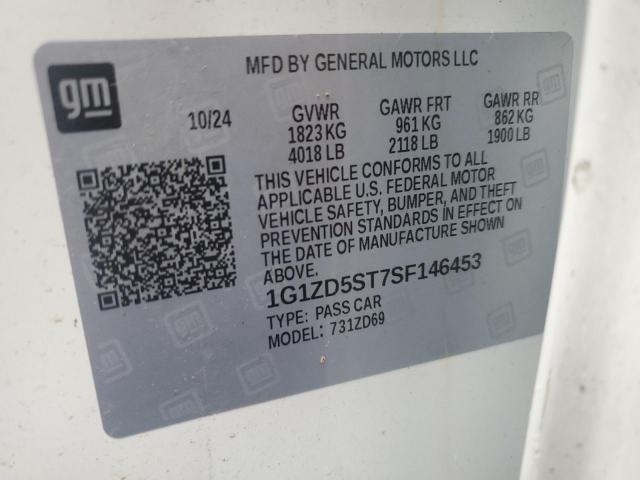 gm
MFD BY GENERAL MOTORS LLC
10/24 GVWR GAWR FRT GAWR RR
1823 KG 961 KG 862 KG
4018 LB 2118 LB 1900 LB
THIS VEHICLE CONFORMS TO ALL
APPLICABLE U.S. FEDERAL MOTOR
VEHICLE SAFETY, BUMPER, AND THEFT
PREVENTION STANDARDS IN EFFECT ON
THE DATE OF MANUFACTURE SHOWN
ABOVE.
1G1ZD5ST7SF146453
TYPE: PASS CAR
MODEL: 731ZD69